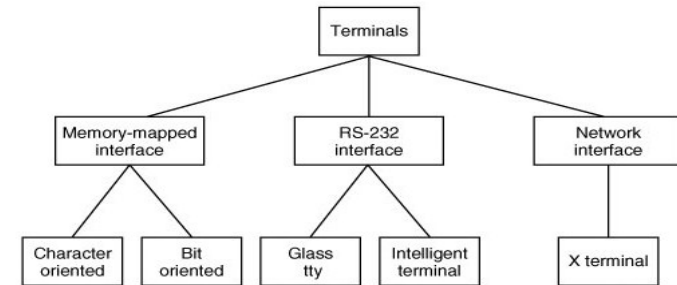 Terminals
Memory-mapped
interface
RS-232
interface
Network
interface
Character
oriented
Bit
oriented
Glass
tty
Intelligent
terminal
X terminal